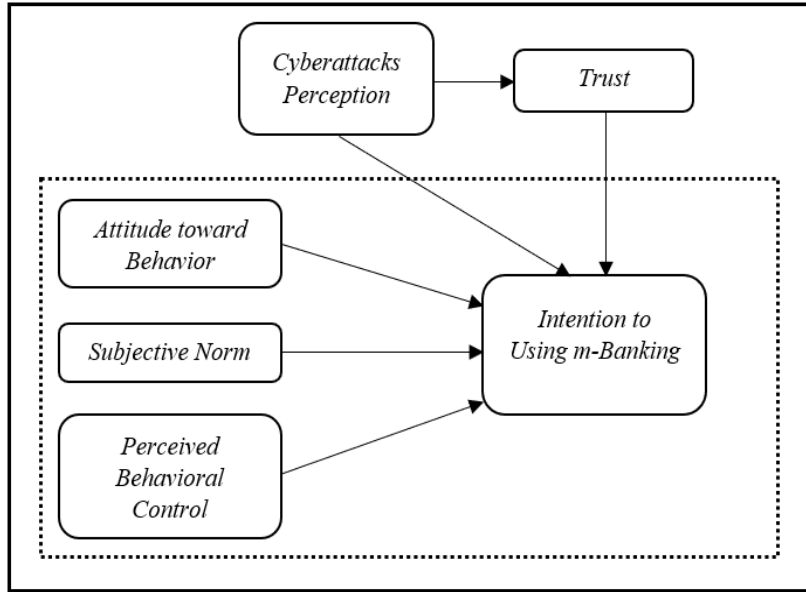 Cyberattacks
Perception
Trust
Attitude toward
Behavior
Intention to
Using m-Banking
Subjective Norm
Perceived
Behavioral
Control